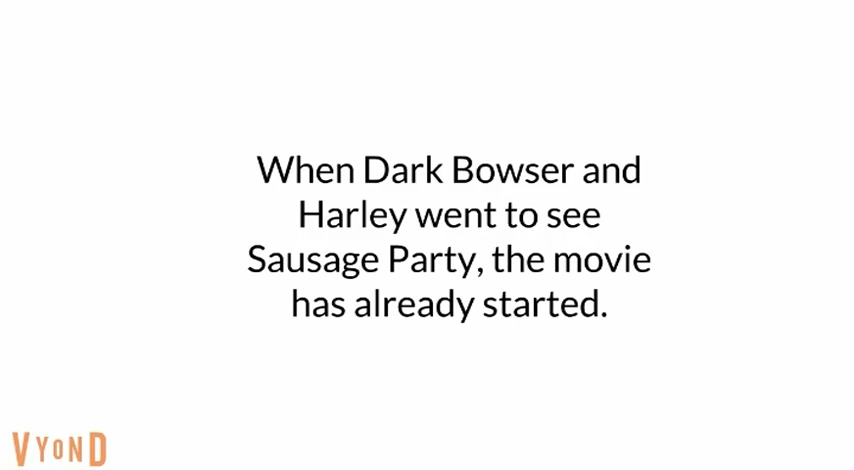 When Dark Bowser and
Harley went to see
Sausage Party, the movie
has already started.
VYOND